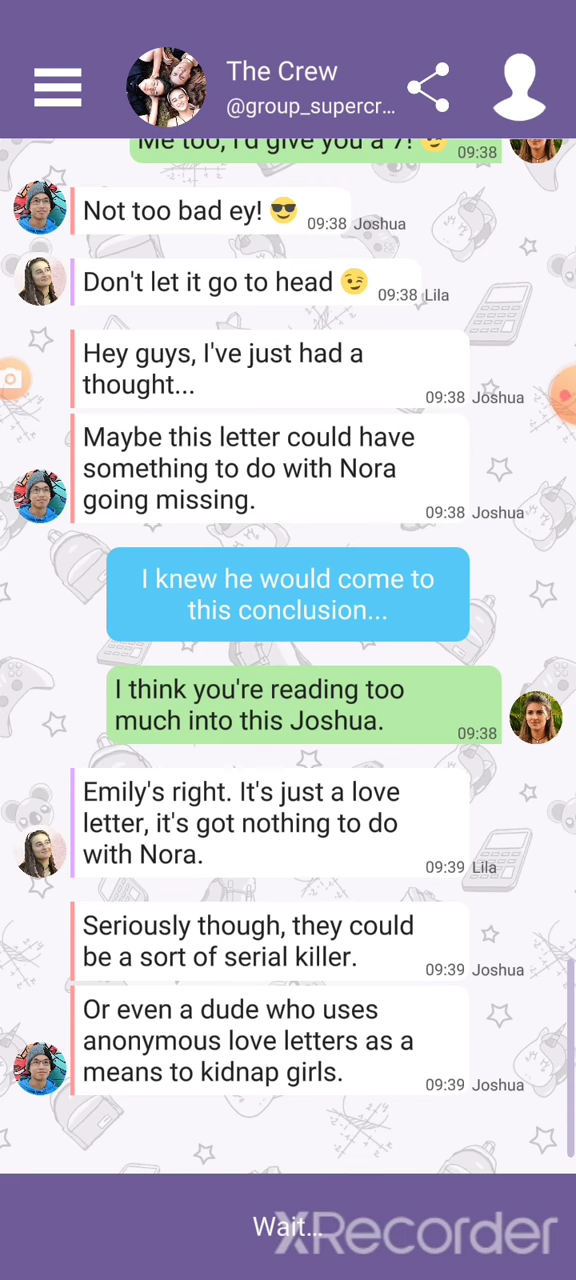 The Crew
@group_supercr...
Me too, I'd give you a 7!
09:38
Not too bad ey!
09:38 Joshua
Don't let it go to head
09:38 Lila
Hey guys, I've just had a
thought...
09:38 Joshua
Maybe this letter could have
something to do with Nora
going missing.
09:38 Joshua
I knew he would come to
this conclusion...
I think you're reading too
much into this Joshua.
09:38
Emily's right. It's just a love
letter, it's got nothing to do
with Nora.
09:39 Lila
Seriously though, they could
be a sort of serial killer.
09:39 Joshua
Or even a dude who uses
anonymous love letters as a
means to kidnap girls.
09:39 Joshua
Wait...
XRecorder